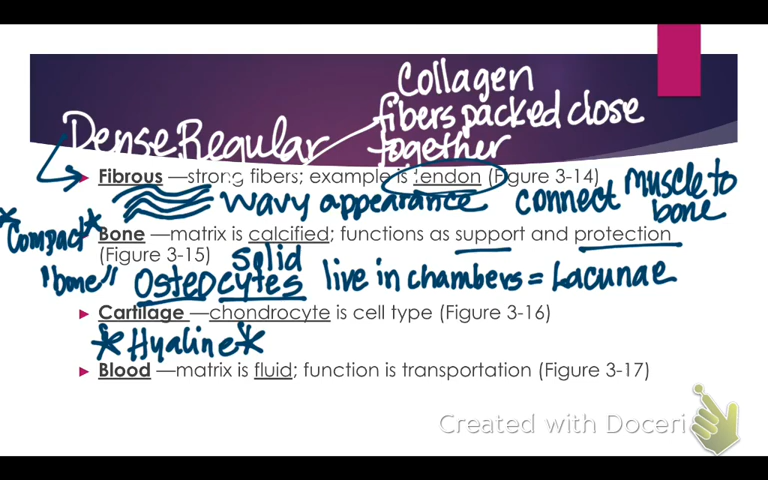 Collagen
fibers packed close
Dense Regular together
Fibrous —strong fibers; example is tendon (Figure 3-14)
wavy appearance connect muscle to bone
*Compact* Bone —matrix is calcified; functions as support and protection
(Figure 3-15) solid
"bone" Osteocytes live in chambers = Lacunae
Cartilage —chondrocyte is cell type (Figure 3-16)
*Hyaline*
Blood —matrix is fluid; function is transportation (Figure 3-17)
Created with Doceri